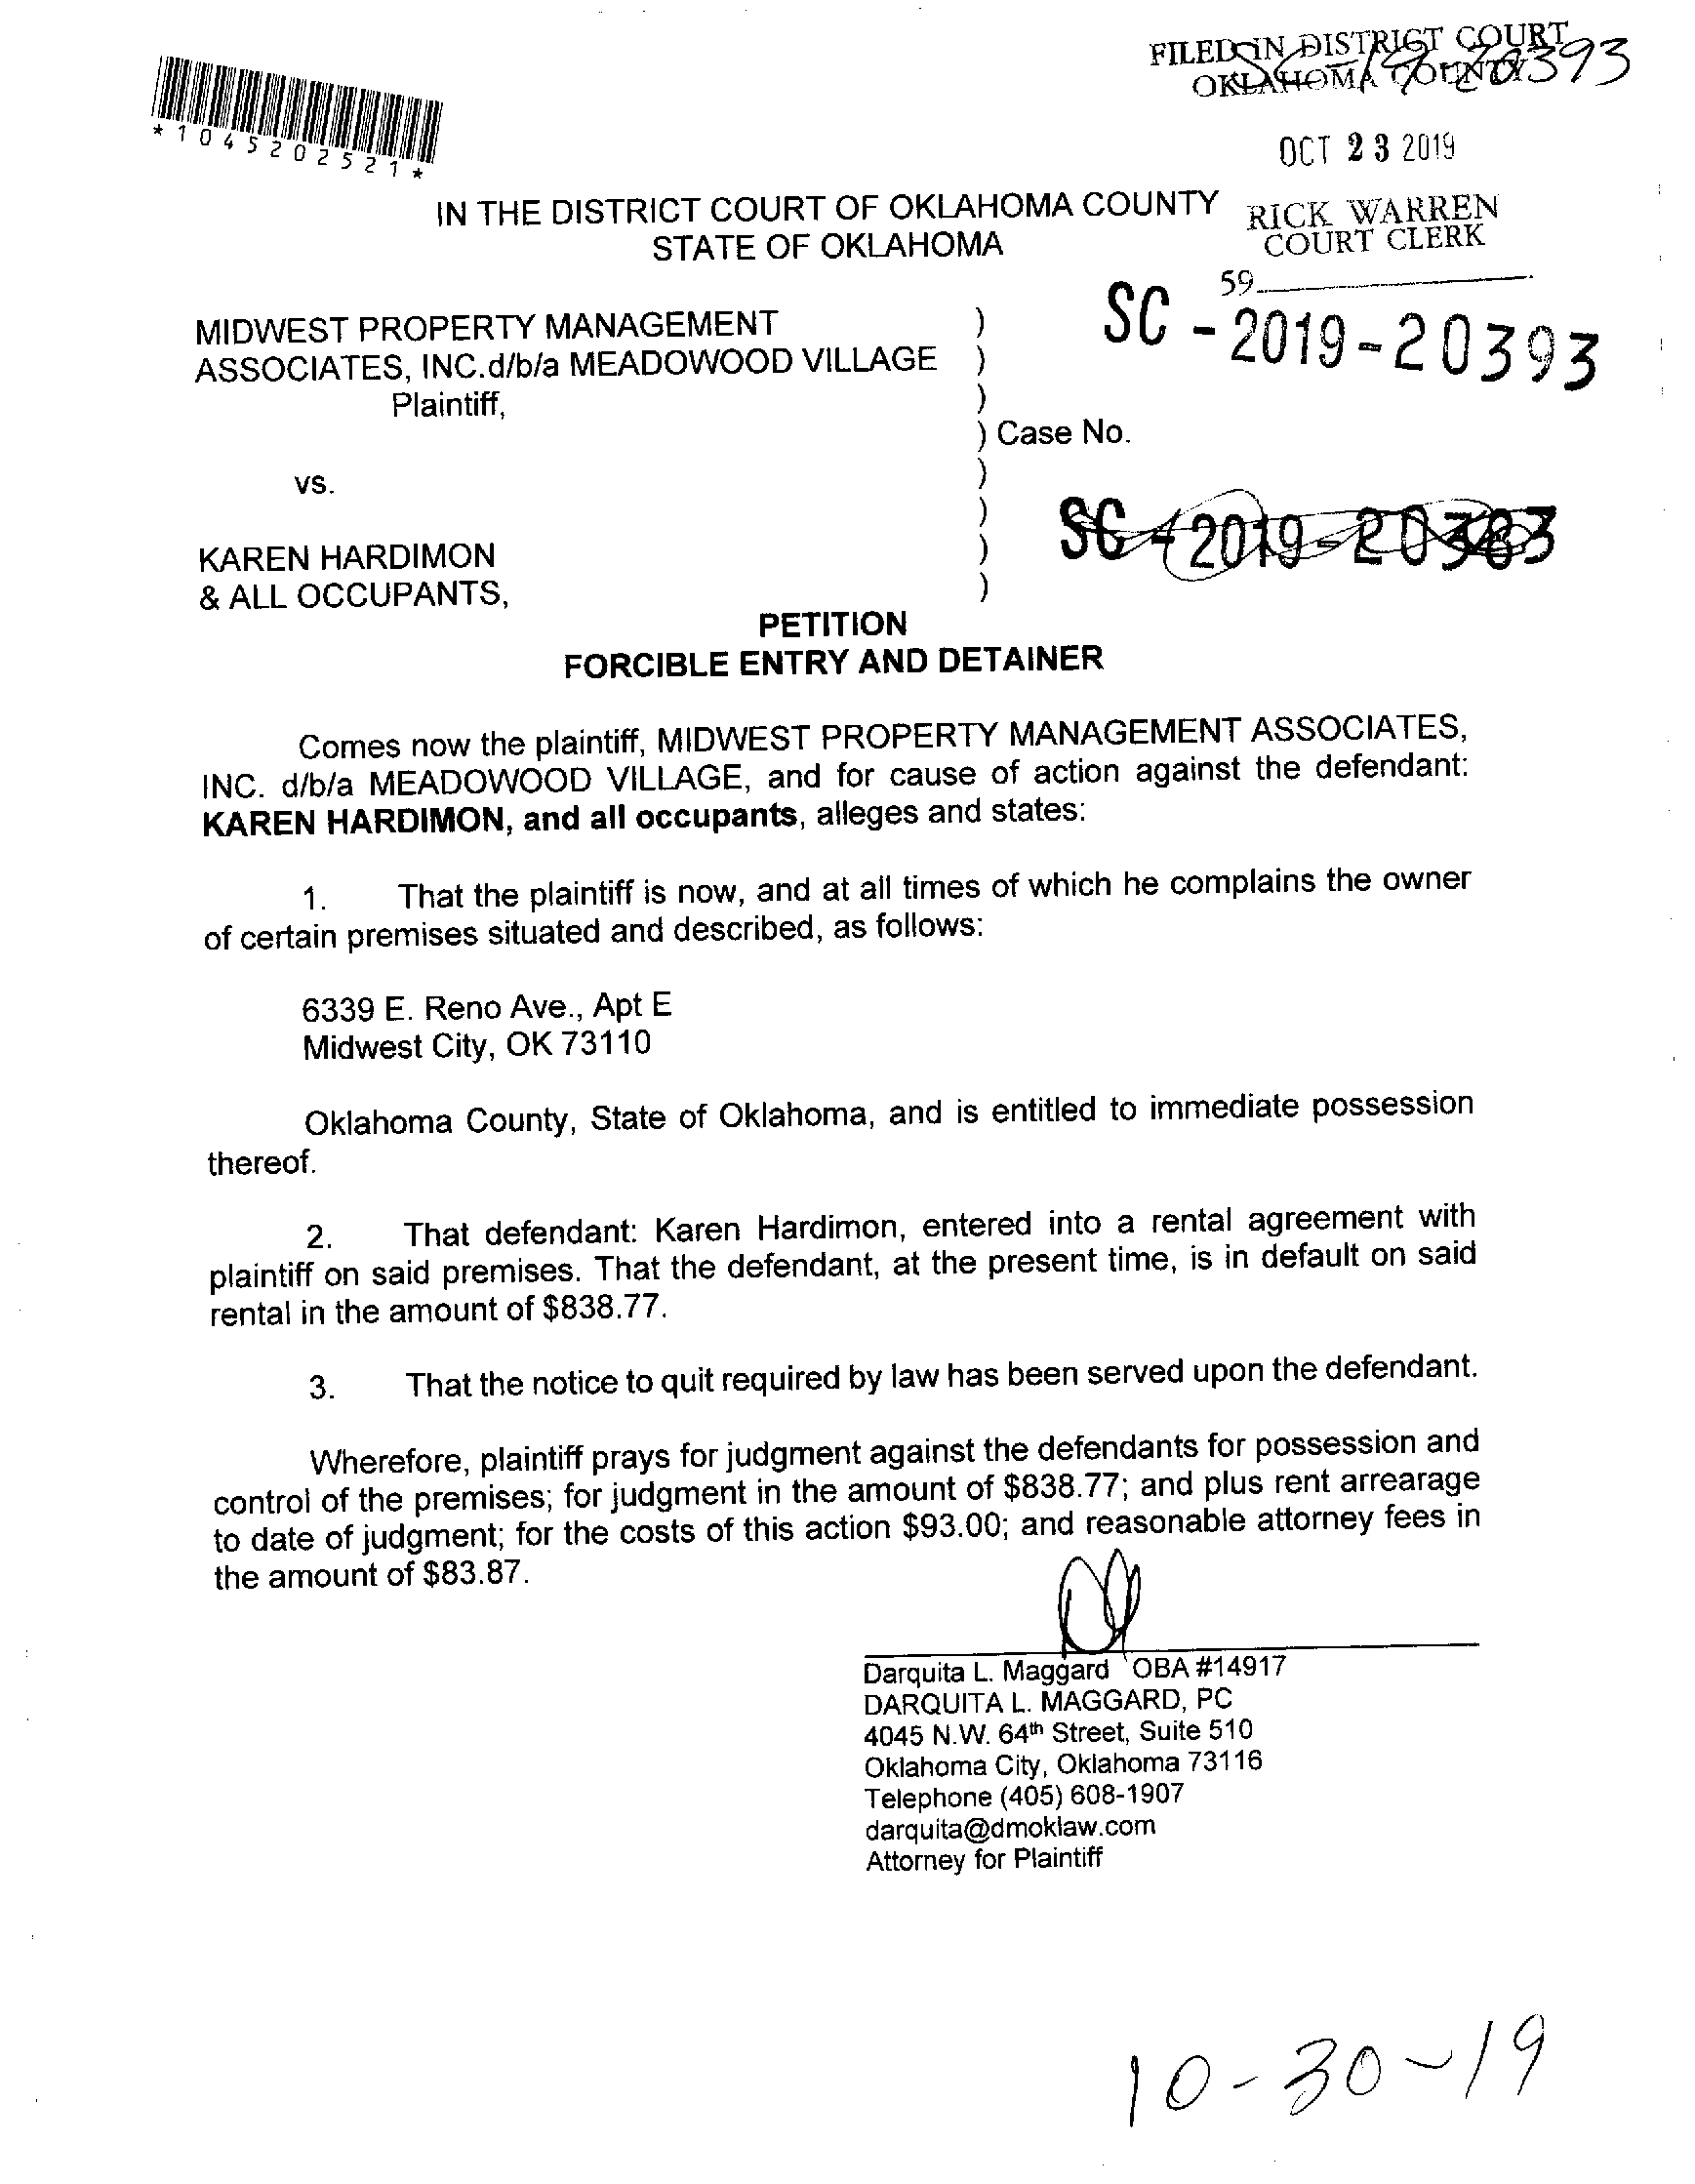 FILED IN DISTRICT COURT
OKLAHOMA COUNTY
SC-19-20393
*1045202521*
OCT 23 2019
IN THE DISTRICT COURT OF OKLAHOMA COUNTY
STATE OF OKLAHOMA
RICK WARREN
COURT CLERK
59
SC - 2019 - 20393
MIDWEST PROPERTY MANAGEMENT )
ASSOCIATES, INC.d/b/a MEADOWOOD VILLAGE )
Plaintiff, )
) Case No.
vs. )
)
SC - 2019 - 20383
KAREN HARDIMON )
& ALL OCCUPANTS, )
PETITION
FORCIBLE ENTRY AND DETAINER
Comes now the plaintiff, MIDWEST PROPERTY MANAGEMENT ASSOCIATES,
INC. d/b/a MEADOWOOD VILLAGE, and for cause of action against the defendant:
KAREN HARDIMON, and all occupants, alleges and states:
1. That the plaintiff is now, and at all times of which he complains the owner
of certain premises situated and described, as follows:
6339 E. Reno Ave., Apt E
Midwest City, OK 73110
Oklahoma County, State of Oklahoma, and is entitled to immediate possession
thereof.
2. That defendant: Karen Hardimon, entered into a rental agreement with
plaintiff on said premises. That the defendant, at the present time, is in default on said
rental in the amount of $838.77.
3. That the notice to quit required by law has been served upon the defendant.
Wherefore, plaintiff prays for judgment against the defendants for possession and
control of the premises; for judgment in the amount of $838.77; and plus rent arrearage
to date of judgment; for the costs of this action $93.00; and reasonable attorney fees in
the amount of $83.87.
Darquita L. Maggard OBA #14917
DARQUITA L. MAGGARD, PC
4045 N.W. 64th Street, Suite 510
Oklahoma City, Oklahoma 73116
Telephone (405) 608-1907
darquita@dmoklaw.com
Attorney for Plaintiff
10-30-19